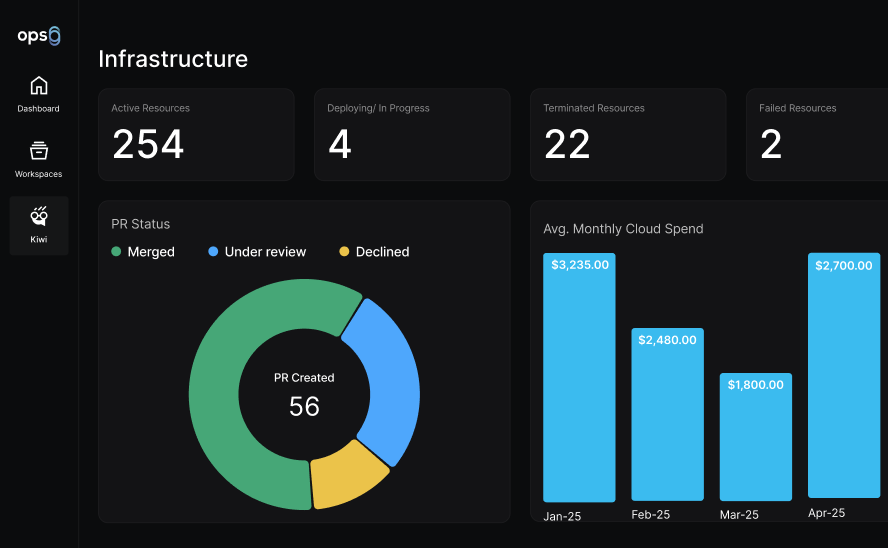 ops0
Dashboard
Workspaces
Kiwi
Infrastructure
Active Resources
254
Deploying/ In Progress
4
Terminated Resources
22
Failed Resources
2
PR Status
Merged
Under review
Declined
PR Created
56
Avg. Monthly Cloud Spend
$3,235.00
$2,480.00
$1,800.00
$2,700.00
Jan-25
Feb-25
Mar-25
Apr-25